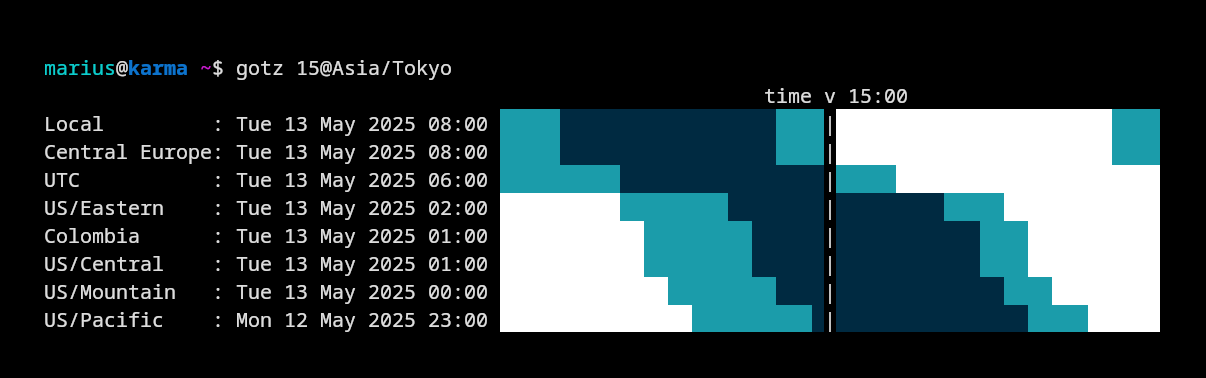 marius@karma ~$ gotz 15@Asia/Tokyo
time v 15:00
Local         : Tue 13 May 2025 08:00 |
Central Europe: Tue 13 May 2025 08:00 |
UTC           : Tue 13 May 2025 06:00 |
US/Eastern    : Tue 13 May 2025 02:00 |
Colombia      : Tue 13 May 2025 01:00 |
US/Central    : Tue 13 May 2025 01:00 |
US/Mountain   : Tue 13 May 2025 00:00 |
US/Pacific    : Mon 12 May 2025 23:00 |